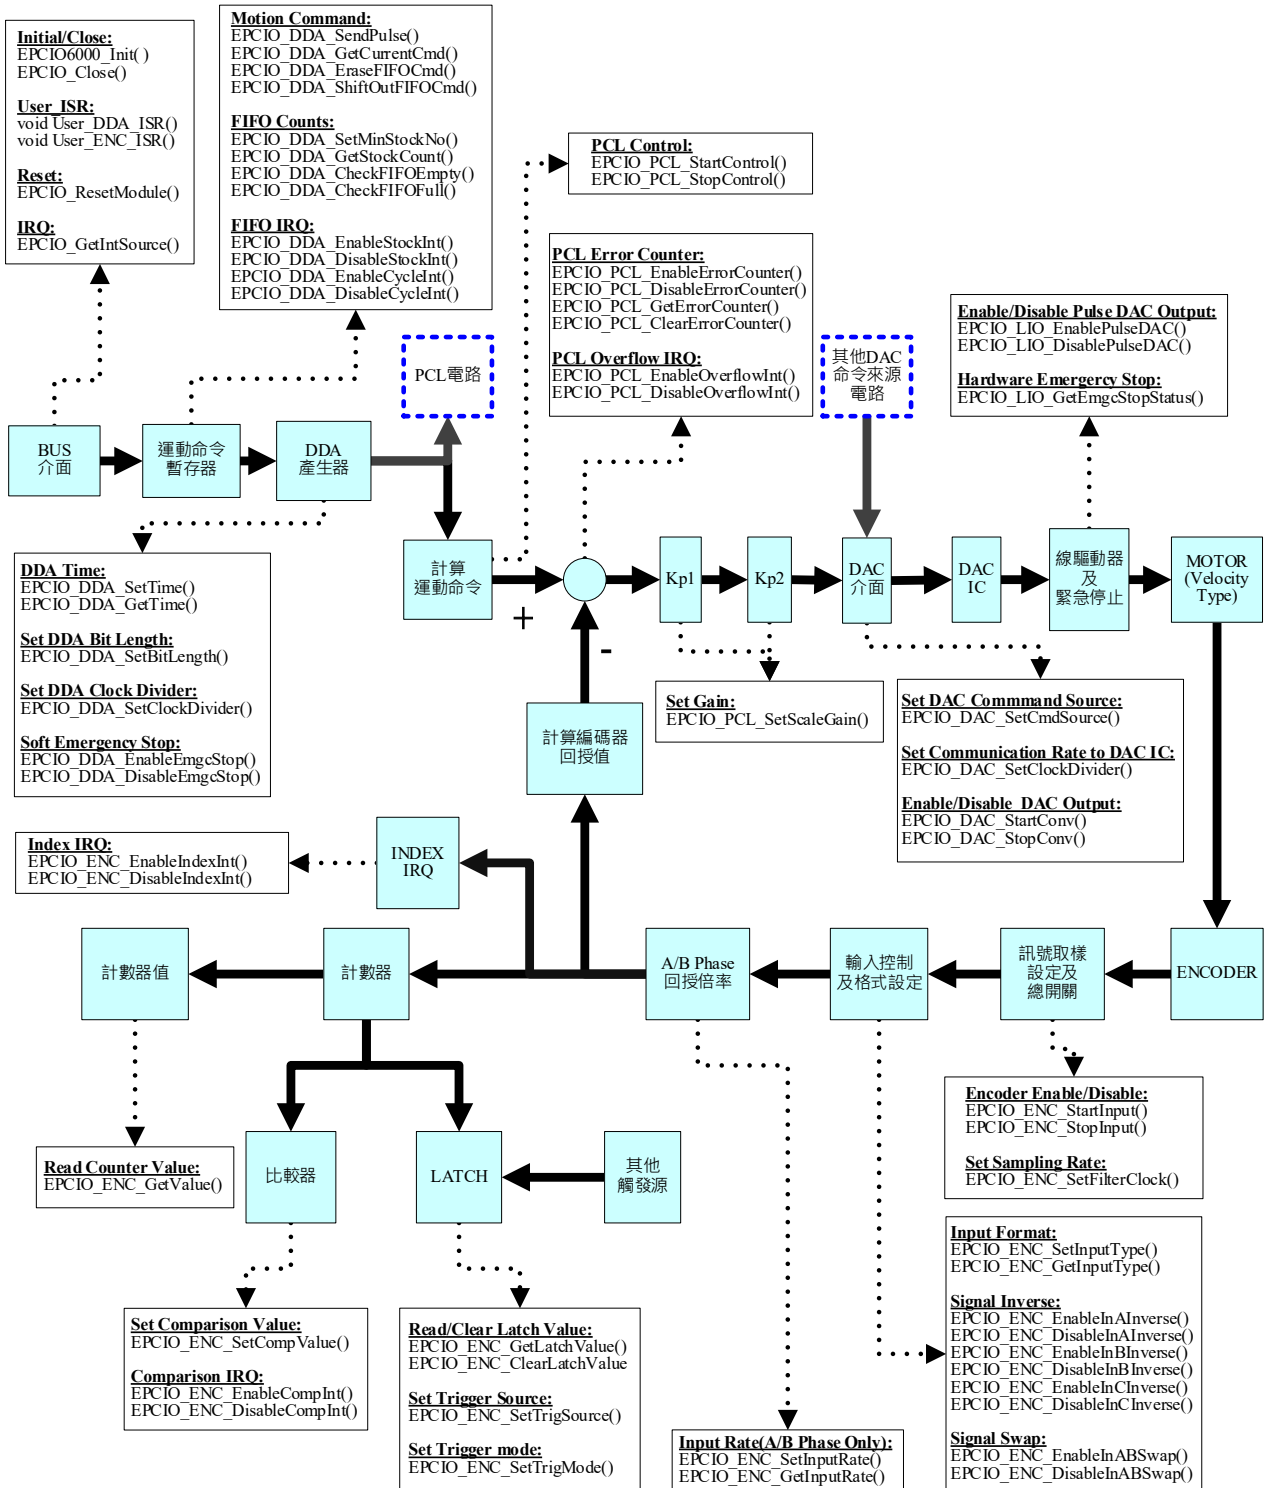 Initial/Close:
EPCIO6000_Init( )
EPCIO_Close()
User_ISR:
void User_DDA_ISR()
void User_ENC_ISR()
Reset:
EPCIO_ResetModule()
IRQ:
EPCIO_GetIntSource()
Motion Command:
EPCIO_DDA_SendPulse()
EPCIO_DDA_GetCurrentCmd()
EPCIO_DDA_EraseFIFOCmd()
EPCIO_DDA_ShiftOutFIFOCmd()
FIFO Counts:
EPCIO_DDA_SetMinStockNo()
EPCIO_DDA_GetStockCount()
EPCIO_DDA_CheckFIFOEmpty()
EPCIO_DDA_CheckFIFOFull()
FIFO IRQ:
EPCIO_DDA_EnableStockInt()
EPCIO_DDA_DisableStockInt()
EPCIO_DDA_EnableCycleInt()
EPCIO_DDA_DisableCycleInt()
PCL Control:
EPCIO_PCL_StartControl()
EPCIO_PCL_StopControl()
PCL Error Counter:
EPCIO_PCL_EnableErrorCounter()
EPCIO_PCL_DisableErrorCounter()
EPCIO_PCL_GetErrorCounter()
EPCIO_PCL_ClearErrorCounter()
PCL Overflow IRQ:
EPCIO_PCL_EnableOverflowInt()
EPCIO_PCL_DisableOverflowInt()
Enable/Disable Pulse DAC Output:
EPCIO_LIO_EnablePulseDAC()
EPCIO_LIO_DisablePulseDAC()
Hardware Emergercy Stop:
EPCIO_LIO_GetEmgcStopStatus()
PCL電路
其他DAC
命令來源
電路
BUS
介面
運動命令
暫存器
DDA
產生器
DDA Time:
EPCIO_DDA_SetTime()
EPCIO_DDA_GetTime()
Set DDA Bit Length:
EPCIO_DDA_SetBitLength()
Set DDA Clock Divider:
EPCIO_DDA_SetClockDivider()
Soft Emergency Stop:
EPCIO_DDA_EnableEmgcStop()
EPCIO_DDA_DisableEmgcStop()
計算
運動命令
+
-
Kp1
Kp2
DAC
介面
DAC
IC
線驅動器
及
緊急停止
MOTOR
(Velocity
Type)
Set Gain:
EPCIO_PCL_SetScaleGain()
Set DAC Commmand Source:
EPCIO_DAC_SetCmdSource()
Set Communication Rate to DAC IC:
EPCIO_DAC_SetClockDivider()
Enable/Disable DAC Output:
EPCIO_DAC_StartConv()
EPCIO_DAC_StopConv()
計算編碼器
回授值
Index IRQ:
EPCIO_ENC_EnableIndexInt()
EPCIO_ENC_DisableIndexInt()
INDEX
IRQ
計數器值
計數器
A/B Phase
回授倍率
輸入控制
及格式設定
訊號取樣
設定及
總開關
ENCODER
Encoder Enable/Disable:
EPCIO_ENC_StartInput()
EPCIO_ENC_StopInput()
Set Sampling Rate:
EPCIO_ENC_SetFilterClock()
Read Counter Value:
EPCIO_ENC_GetValue()
比較器
LATCH
其他
觸發源
Input Format:
EPCIO_ENC_SetInputType()
EPCIO_ENC_GetInputType()
Signal Inverse:
EPCIO_ENC_EnableInAInverse()
EPCIO_ENC_DisableInAInverse()
EPCIO_ENC_EnableInBInverse()
EPCIO_ENC_DisableInBInverse()
EPCIO_ENC_EnableInCInverse()
EPCIO_ENC_DisableInCInverse()
Signal Swap:
EPCIO_ENC_EnableInABSwap()
EPCIO_ENC_DisableInABSwap()
Set Comparison Value:
EPCIO_ENC_SetCompValue()
Comparison IRQ:
EPCIO_ENC_EnableCompInt()
EPCIO_ENC_DisableCompInt()
Read/Clear Latch Value:
EPCIO_ENC_GetLatchValue()
EPCIO_ENC_ClearLatchValue
Set Trigger Source:
EPCIO_ENC_SetTrigSource()
Set Trigger mode:
EPCIO_ENC_SetTrigMode()
Input Rate(A/B Phase Only):
EPCIO_ENC_SetInputRate()
EPCIO_ENC_GetInputRate()